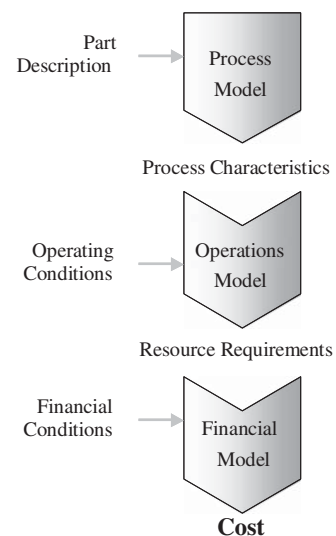 Part
Description
Process
Model
Process Characteristics
Operating
Conditions
Operations
Model
Resource Requirements
Financial
Conditions
Financial
Model
Cost